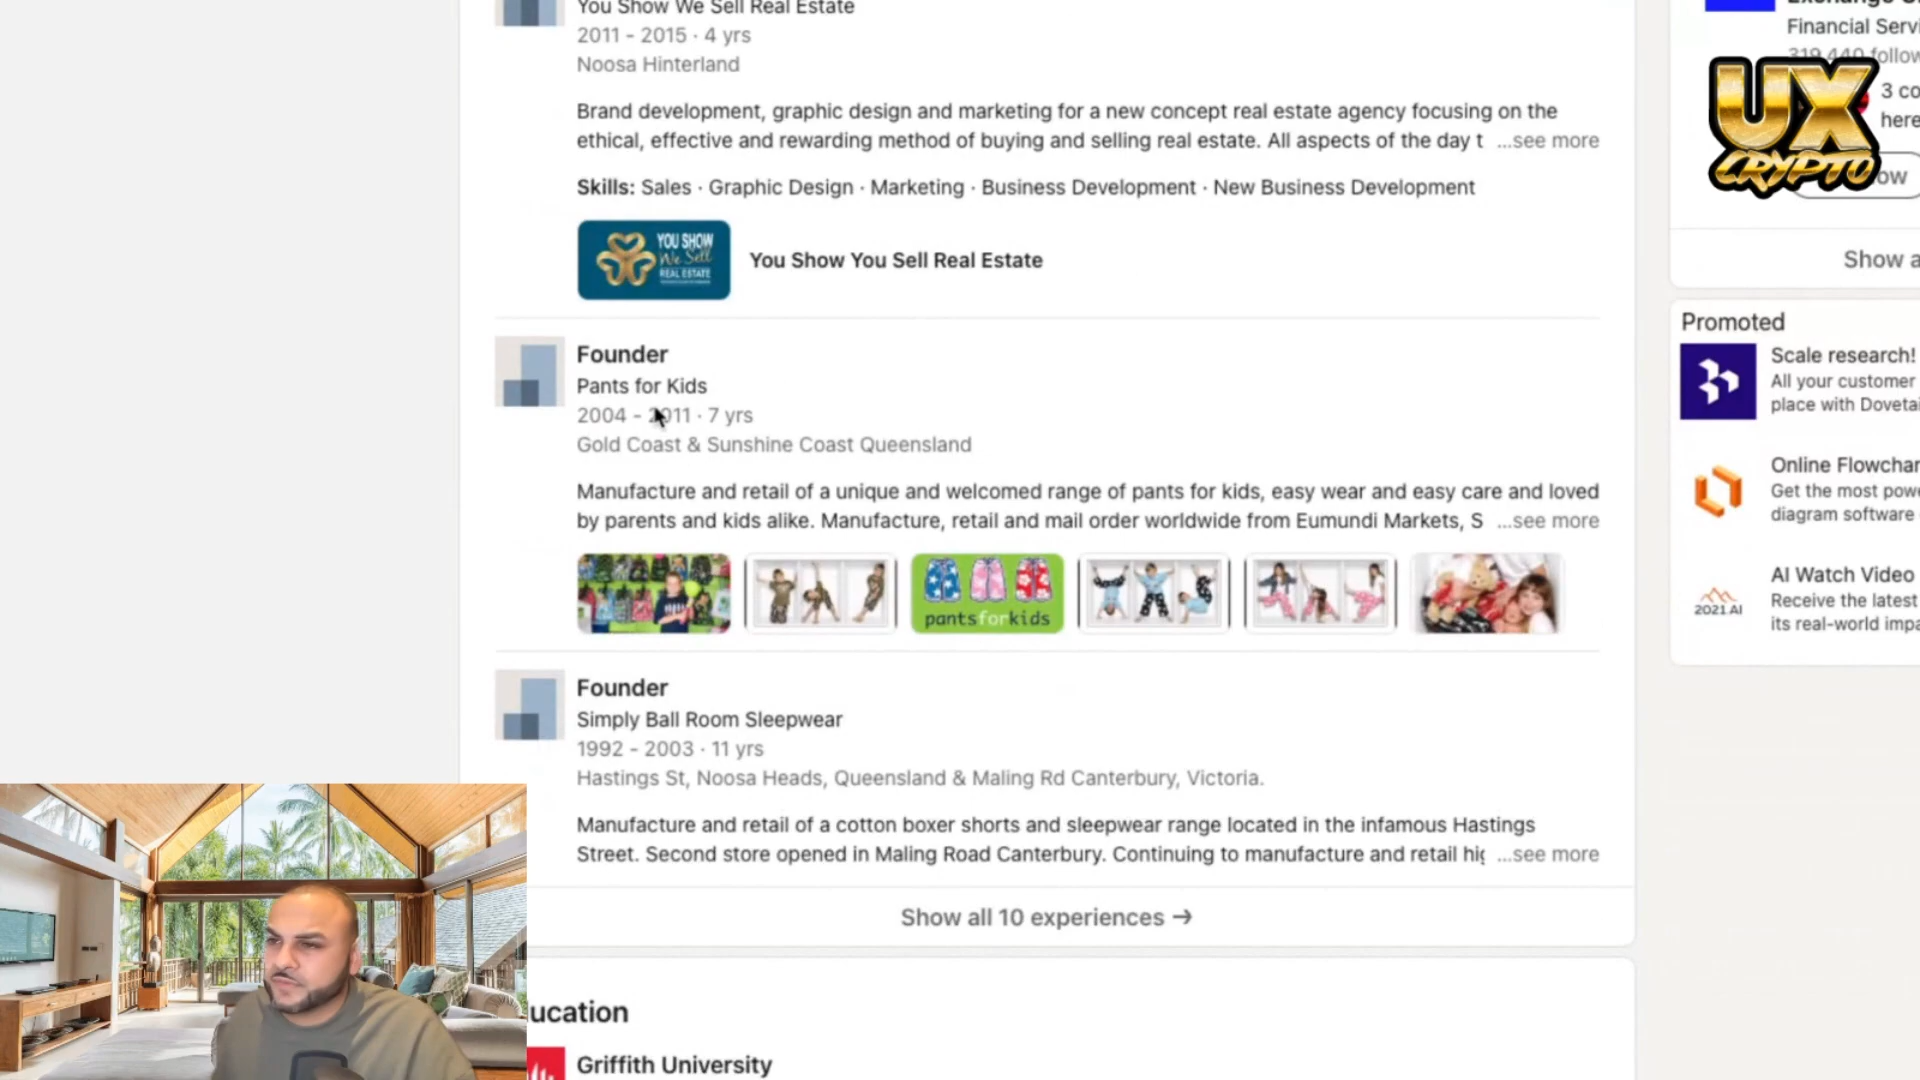 You Show We Sell Real Estate
2011 - 2015 · 4 yrs
Noosa Hinterland
Brand development, graphic design and marketing for a new concept real estate agency focusing on the
ethical, effective and rewarding method of buying and selling real estate. All aspects of the day t ...see more
Skills: Sales · Graphic Design · Marketing · Business Development · New Business Development
YOU SHOW
We Sell
REAL ESTATE
You Show You Sell Real Estate
Founder
Pants for Kids
2004 - 2011 · 7 yrs
Gold Coast & Sunshine Coast Queensland
Manufacture and retail of a unique and welcomed range of pants for kids, easy wear and easy care and loved
by parents and kids alike. Manufacture, retail and mail order worldwide from Eumundi Markets, S ...see more
pantsforkids
Founder
Simply Ball Room Sleepwear
1992 - 2003 · 11 yrs
Hastings St, Noosa Heads, Queensland & Maling Rd Canterbury, Victoria.
Manufacture and retail of a cotton boxer shorts and sleepwear range located in the infamous Hastings
Street. Second store opened in Maling Road Canterbury. Continuing to manufacture and retail hig ...see more
Show all 10 experiences →
ucation
Griffith University
Financial Servi
319,440 follow
3 co
here
UX
CRYPTO
ow
Show a
Promoted
Scale research!
All your customer
place with Dovetai
Online Flowchar
Get the most powe
diagram software
2021.AI
AI Watch Video
Receive the latest
its real-world impa